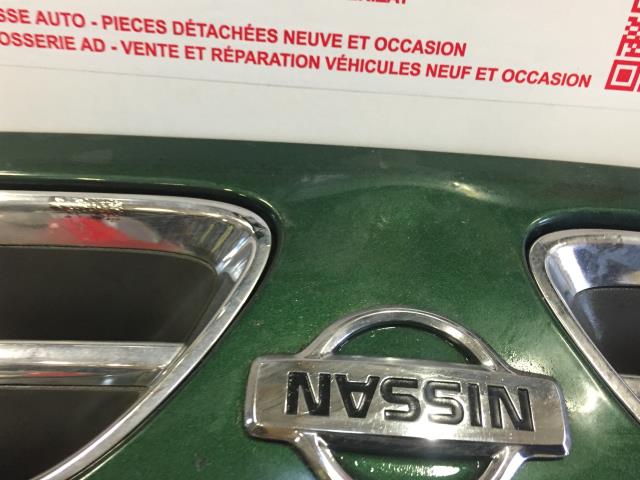 SSE AUTO - PIECES DÉTACHÉES NEUVE ET OCCASION
OSSERIE AD - VENTE ET RÉPARATION VÉHICULES NEUF ET OCCASION
NISSAN